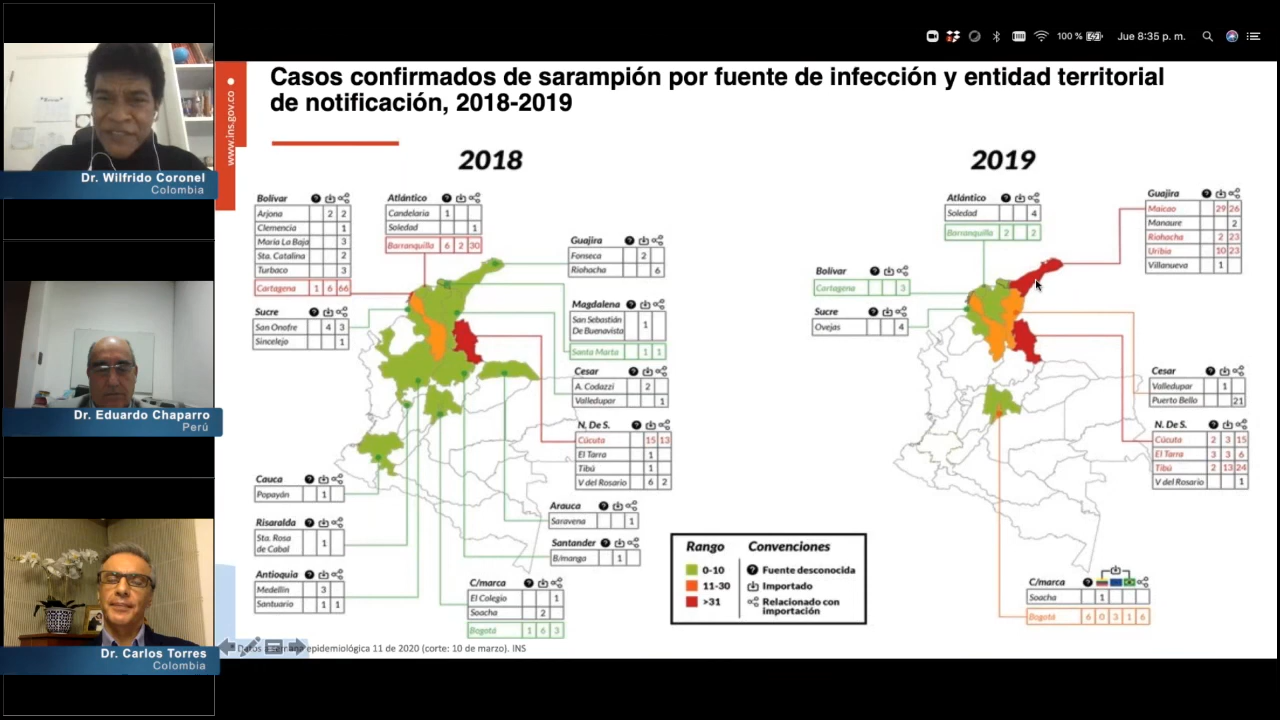 100 %
Jue 8:35 p. m.
Dr. Wilfrido Coronel
Colombia
Dr. Eduardo Chaparro
Perú
Dr. Carlos Torres
Colombia
www.ins.gov.co
Casos confirmados de sarampión por fuente de infección y entidad territorial
de notificación, 2018-2019
2018
Bolívar
Arjona 2 2
Clemencia 1
Maria La Baja 3
Sta. Catalina 2
Turbaco 3
Cartagena 1 6 66
Sucre
San Onofre 4 3
Sincelejo 1
Atlántico
Candelaria 1
Soledad 1
Barranquilla 6 2 30
Guajira
Fonseca 2
Riohacha 6
Magdalena
San Sebastián
De Buenavista 1
Santa Marta 1 1
Cesar
A. Codazzi 2
Valledupar 1
N. De S.
Cúcuta 15 13
El Tarra 1
Tibú 1
V del Rosario 6 2
Cauca
Popayán 1
Risaralda
Sta. Rosa
de Cabal 1
Antioquia
Medellín 3
Santuario 1 1
Arauca
Saravena 1
Santander
B/manga 1
C/marca
El Colegio 1
Soacha 2
Bogotá 1 6 3
2019
Atlántico
Soledad 4
Barranquilla 2 2
Guajira
Maicao 29 26
Manaure 2
Riohacha 2 23
Uribia 10 23
Villanueva 1
Bolívar
Cartagena 3
Sucre
Ovejas 4
Cesar
Valledupar 1
Puerto Bello 21
N. De S.
Cúcuta 2 3 15
El Tarra 3 3 6
Tibú 2 13 24
V del Rosario 1
C/marca
Soacha 1
Bogotá 6 0 3 1 6
Rango Convenciones
0-10 Fuente desconocida
11-30 Importado
>31 Relacionado con
importación
epidemiológica 11 de 2020 (corte: 10 de marzo). INS